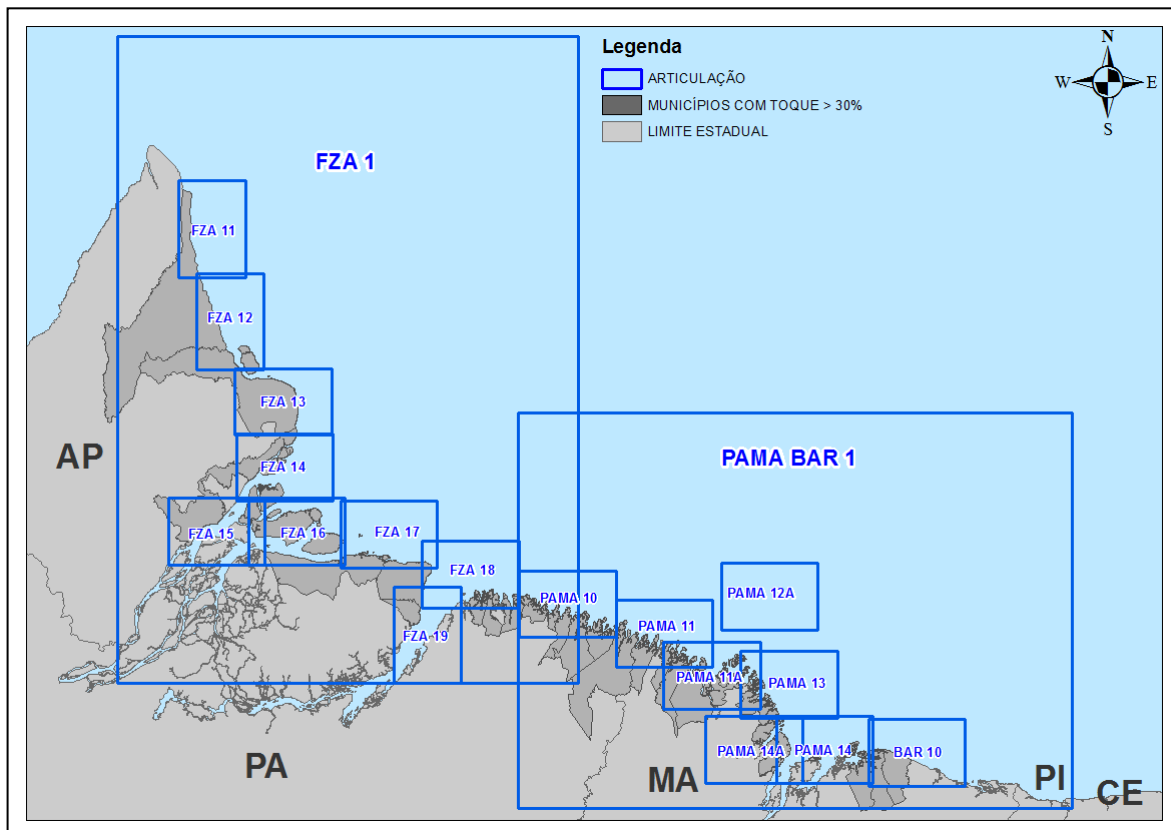 Legenda
ARTICULAÇÃO
MUNICÍPIOS COM TOQUE > 30%
LIMITE ESTADUAL
N
W
E
S
FZA 1
FZA 11
FZA 12
FZA 13
AP
FZA 14
PAMA BAR 1
FZA 15
FZA 16
FZA 17
FZA 18
PAMA 10
PAMA 12A
FZA 19
PAMA 11
PAMA 11A
PAMA 13
PAMA 14A
PAMA 14
BAR 10
PA
MA
PI
CE